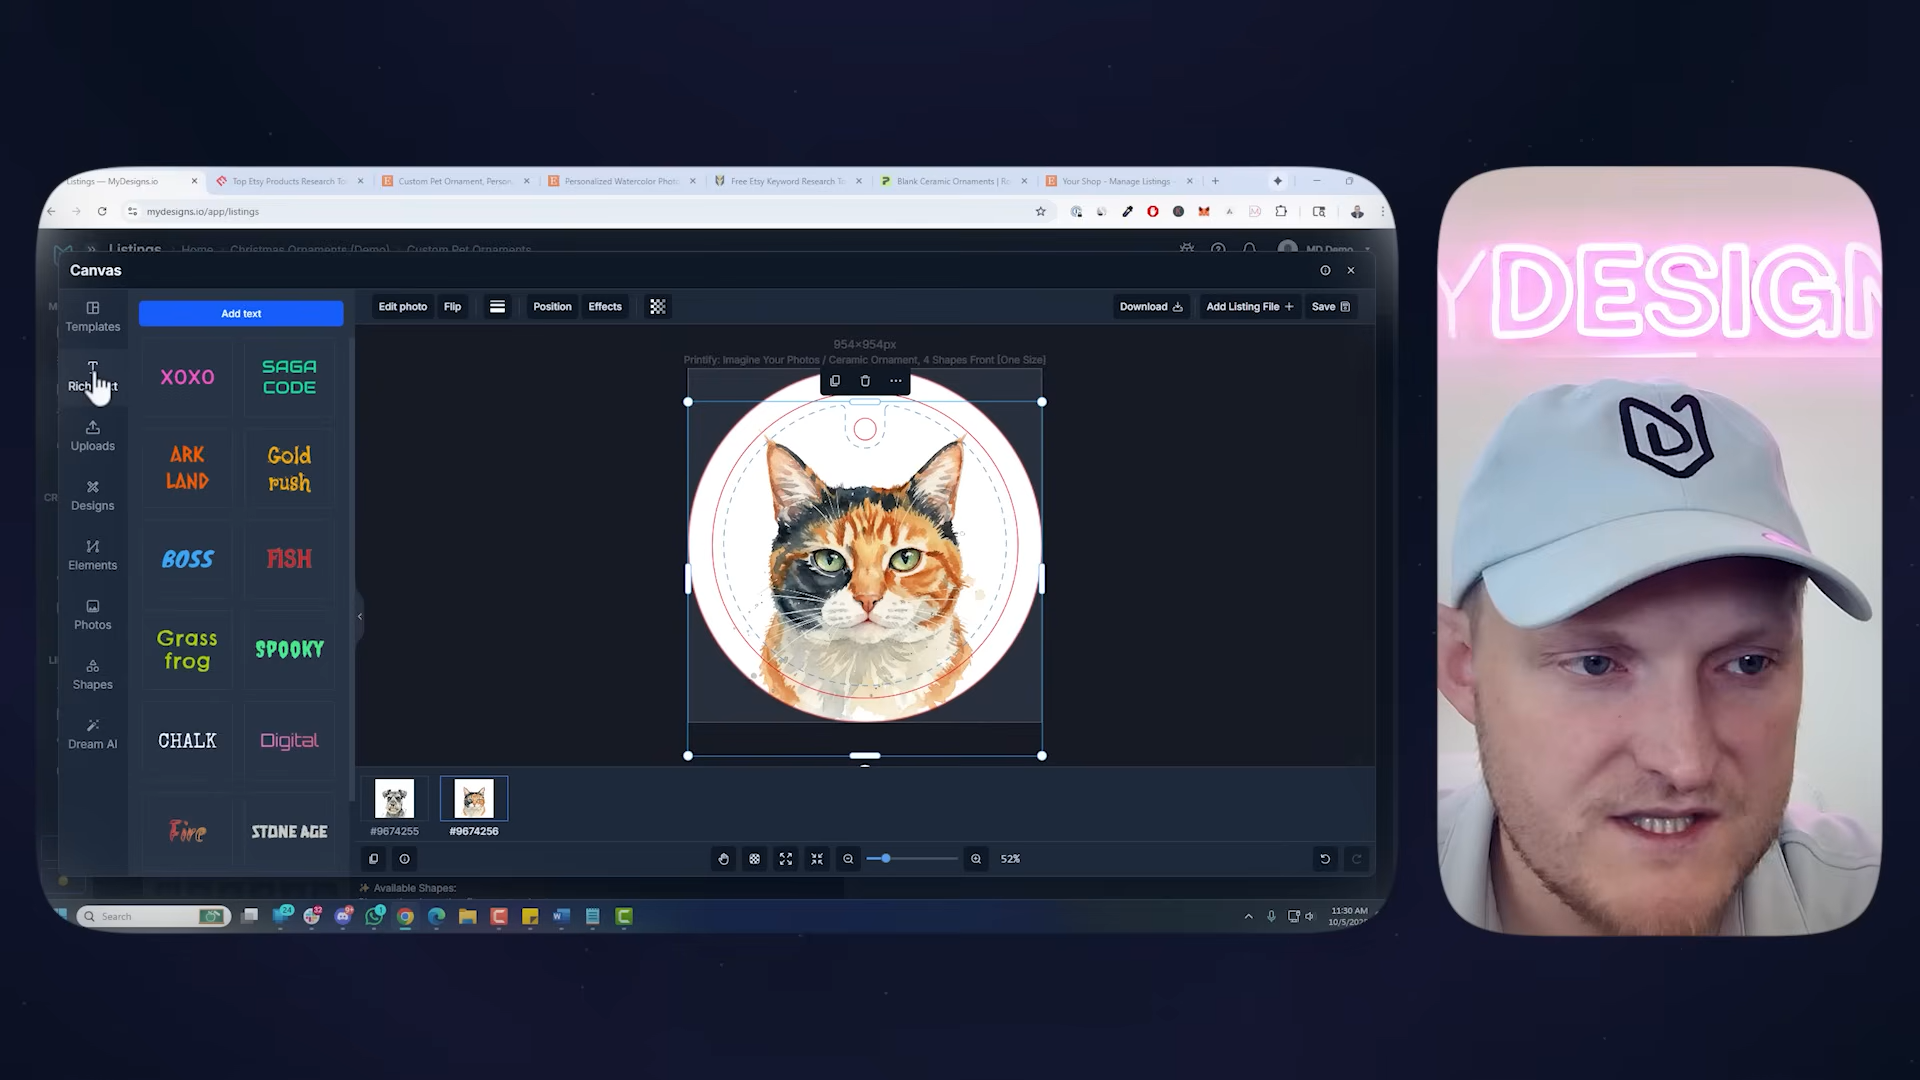 Listings — MyDesigns.io
Top Etsy Products Research To
Custom Pet Ornament, Person
Personalized Watercolor Photo
Free Etsy Keyword Research T
Blank Ceramic Ornaments | R
Your Shop - Manage Listings -
mydesigns.io/app/listings
Listings
Home
Christmas Ornaments (Demo)
Custom Pet Ornaments
MD Demo
Canvas
Templates
Uploads
Designs
Elements
Photos
Shapes
Dream AI
Add text
XOXO
SAGA
CODE
ARK
LAND
Gold
rush
BOSS
FISH
Grass
frog
SPOOKY
CHALK
Digital
Fire
STONE AGE
Edit photo
Flip
Position
Effects
Download
Add Listing File +
Save
954×954px
Printify: Imagine Your Photos / Ceramic Ornament, 4 Shapes Front [One Size]
#9674255
#9674256
52%
Available Shapes:
Search
24
32
11:30 AM
YDESIGN